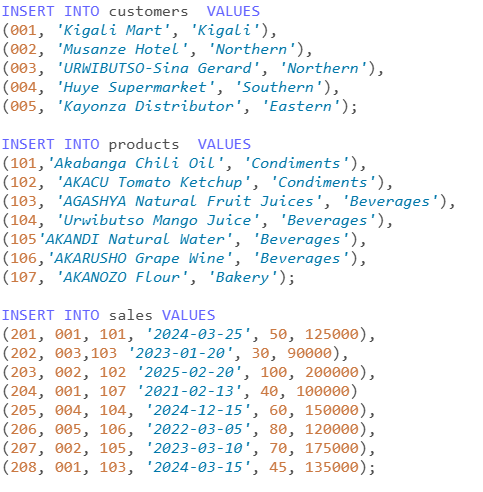 INSERT INTO customers  VALUES
(001, 'Kigali Mart', 'Kigali'),
(002, 'Musanze Hotel', 'Northern'),
(003, 'URWIBUTSO-Sina Gerard', 'Northern'),
(004, 'Huye Supermarket', 'Southern'),
(005, 'Kayonza Distributor', 'Eastern');
INSERT INTO products  VALUES
(101,'Akabanga Chili Oil', 'Condiments'),
(102, 'AKACU Tomato Ketchup', 'Condiments'),
(103, 'AGASHYA Natural Fruit Juices', 'Beverages'),
(104, 'Urwibutso Mango Juice', 'Beverages'),
(105'AKANDI Natural Water', 'Beverages'),
(106,'AKARUSHO Grape Wine', 'Beverages'),
(107, 'AKANOZO Flour', 'Bakery');
INSERT INTO sales VALUES
(201, 001, 101, '2024-03-25', 50, 125000),
(202, 003,103 '2023-01-20', 30, 90000),
(203, 002, 102 '2025-02-20', 100, 200000),
(204, 001, 107 '2021-02-13', 40, 100000)
(205, 004, 104, '2024-12-15', 60, 150000),
(206, 005, 106, '2022-03-05', 80, 120000),
(207, 002, 105, '2023-03-10', 70, 175000),
(208, 001, 103, '2024-03-15', 45, 135000);